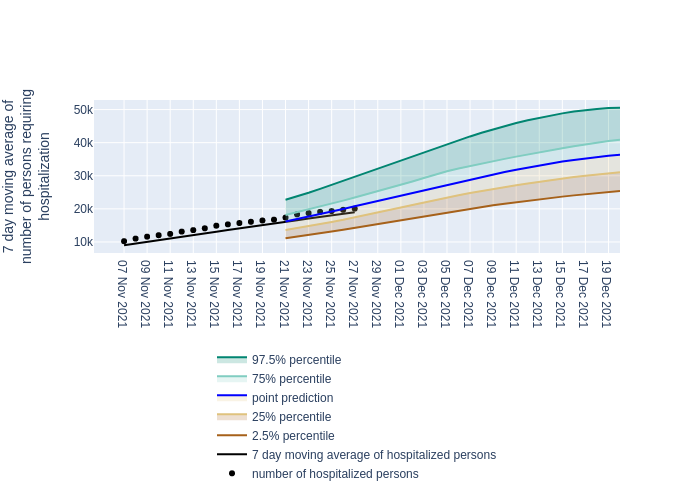 7 day moving average of
number of persons requiring
hospitalization
50k
40k
30k
20k
10k
07 Nov 2021
09 Nov 2021
11 Nov 2021
13 Nov 2021
15 Nov 2021
17 Nov 2021
19 Nov 2021
21 Nov 2021
23 Nov 2021
25 Nov 2021
27 Nov 2021
29 Nov 2021
01 Dec 2021
03 Dec 2021
05 Dec 2021
07 Dec 2021
09 Dec 2021
11 Dec 2021
13 Dec 2021
15 Dec 2021
17 Dec 2021
19 Dec 2021
97.5% percentile
75% percentile
point prediction
25% percentile
2.5% percentile
7 day moving average of hospitalized persons
number of hospitalized persons